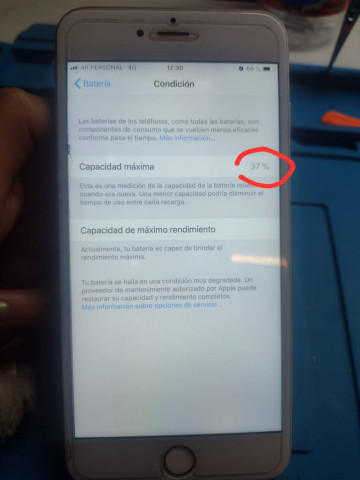 AR PERSONAL 4G 17:30 68 %
Batería Condición
Las baterías de los teléfonos, como todas las baterías, son
componentes de consumo que se vuelven menos eficaces
conforme pasa el tiempo. Más información...
Capacidad máxima 37 %
Esta es una medición de la capacidad de la batería
cuando era nueva. Una menor capacidad podría disminuir el
tiempo de uso entre cada recarga.
Capacidad de máximo rendimiento
Actualmente, tu batería es capaz de brindar el
rendimiento máximo.
Tu batería se halla en una condición muy degradada. Un
proveedor de mantenimiento autorizado por Apple puede
restaurar su capacidad y rendimiento completos.
Más información sobre opciones de servicio...